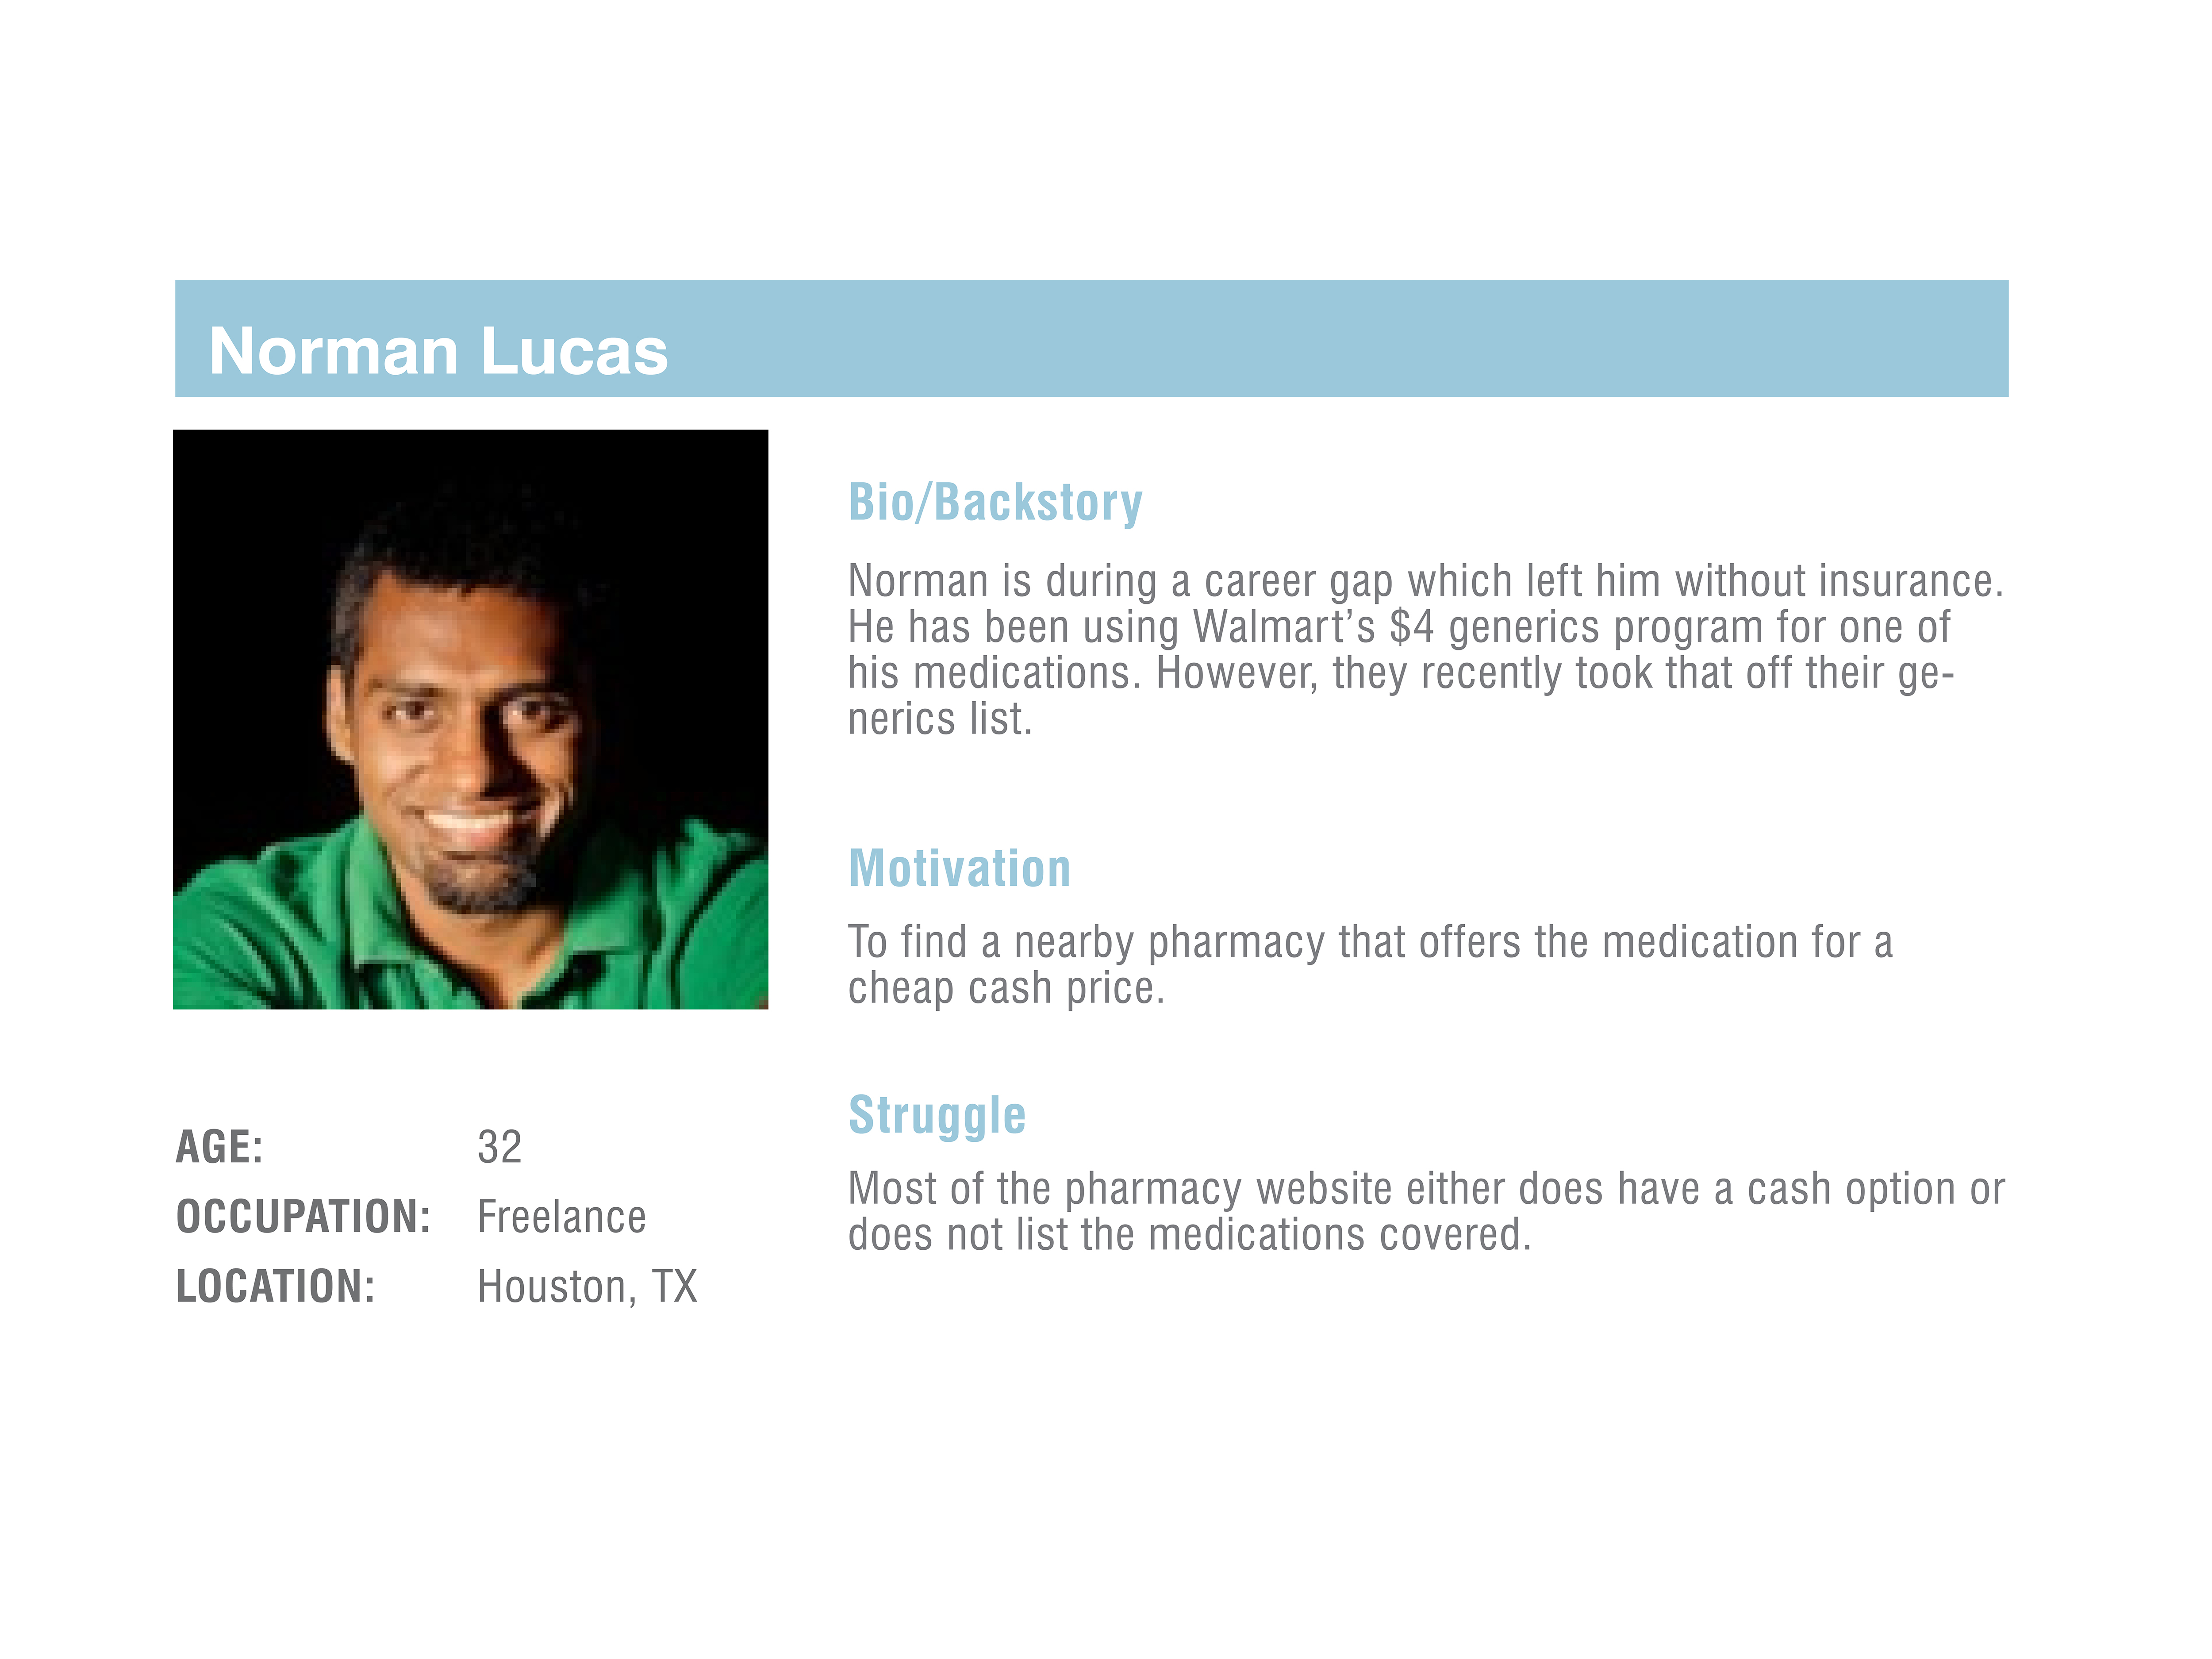 Norman Lucas
Bio/Backstory
Norman is during a career gap which left him without insurance.
He has been using Walmart’s $4 generics program for one of
his medications. However, they recently took that off their ge-
nerics list.
Motivation
To find a nearby pharmacy that offers the medication for a
cheap cash price.
Struggle
Most of the pharmacy website either does have a cash option or
does not list the medications covered.
AGE: 32
OCCUPATION: Freelance
LOCATION: Houston, TX